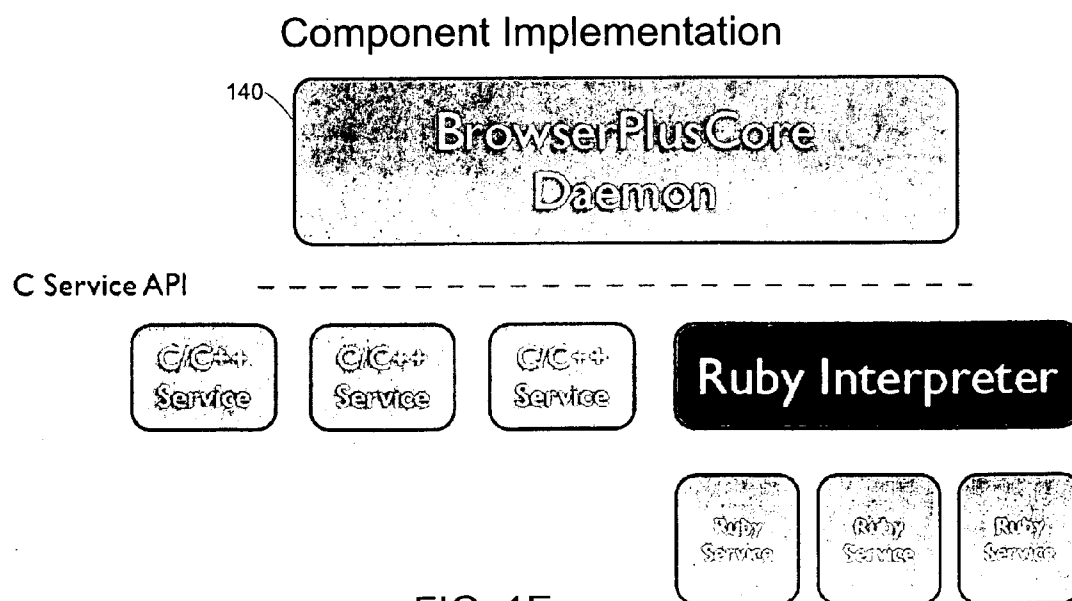 Component Implementation
140
BrowserPlusCore
Daemon
C Service API
C/C++
Service
C/C++
Service
C/C++
Service
Ruby Interpreter
Ruby
Service
Ruby
Service
Ruby
Service